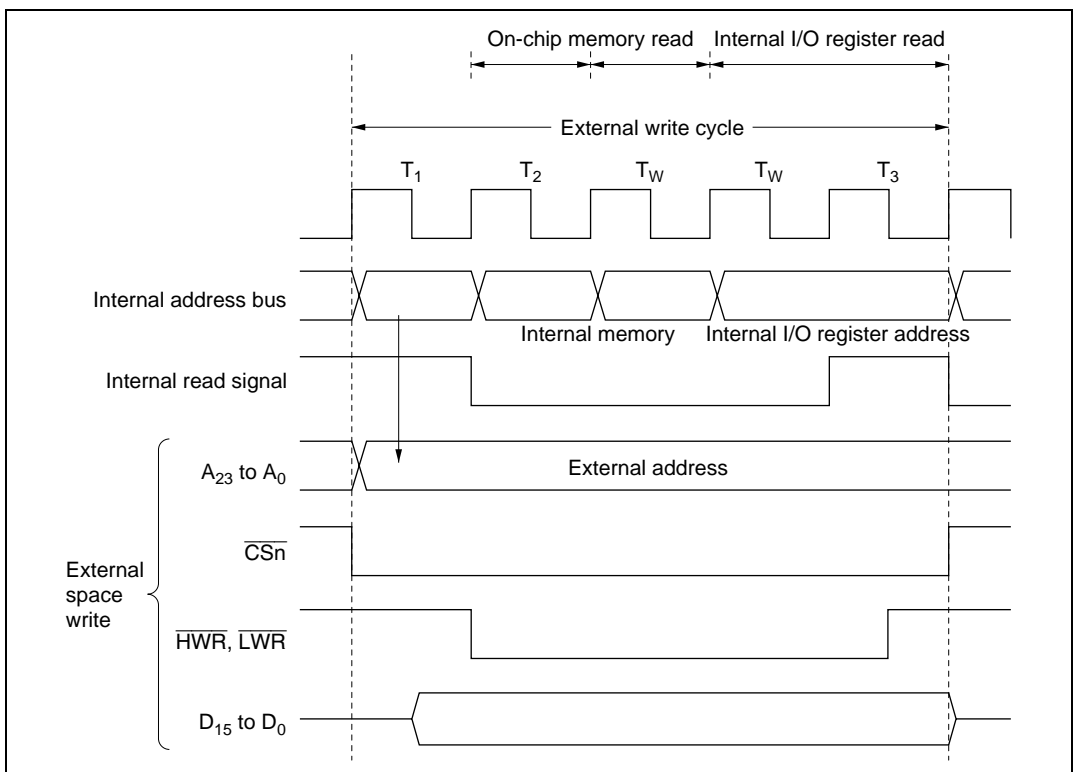 On-chip memory read Internal I/O register read
External write cycle
T1 T2 TW TW T3
Internal address bus
Internal memory Internal I/O register address
Internal read signal
A23 to A0
External address
CSn
External
space
write
HWR, LWR
D15 to D0